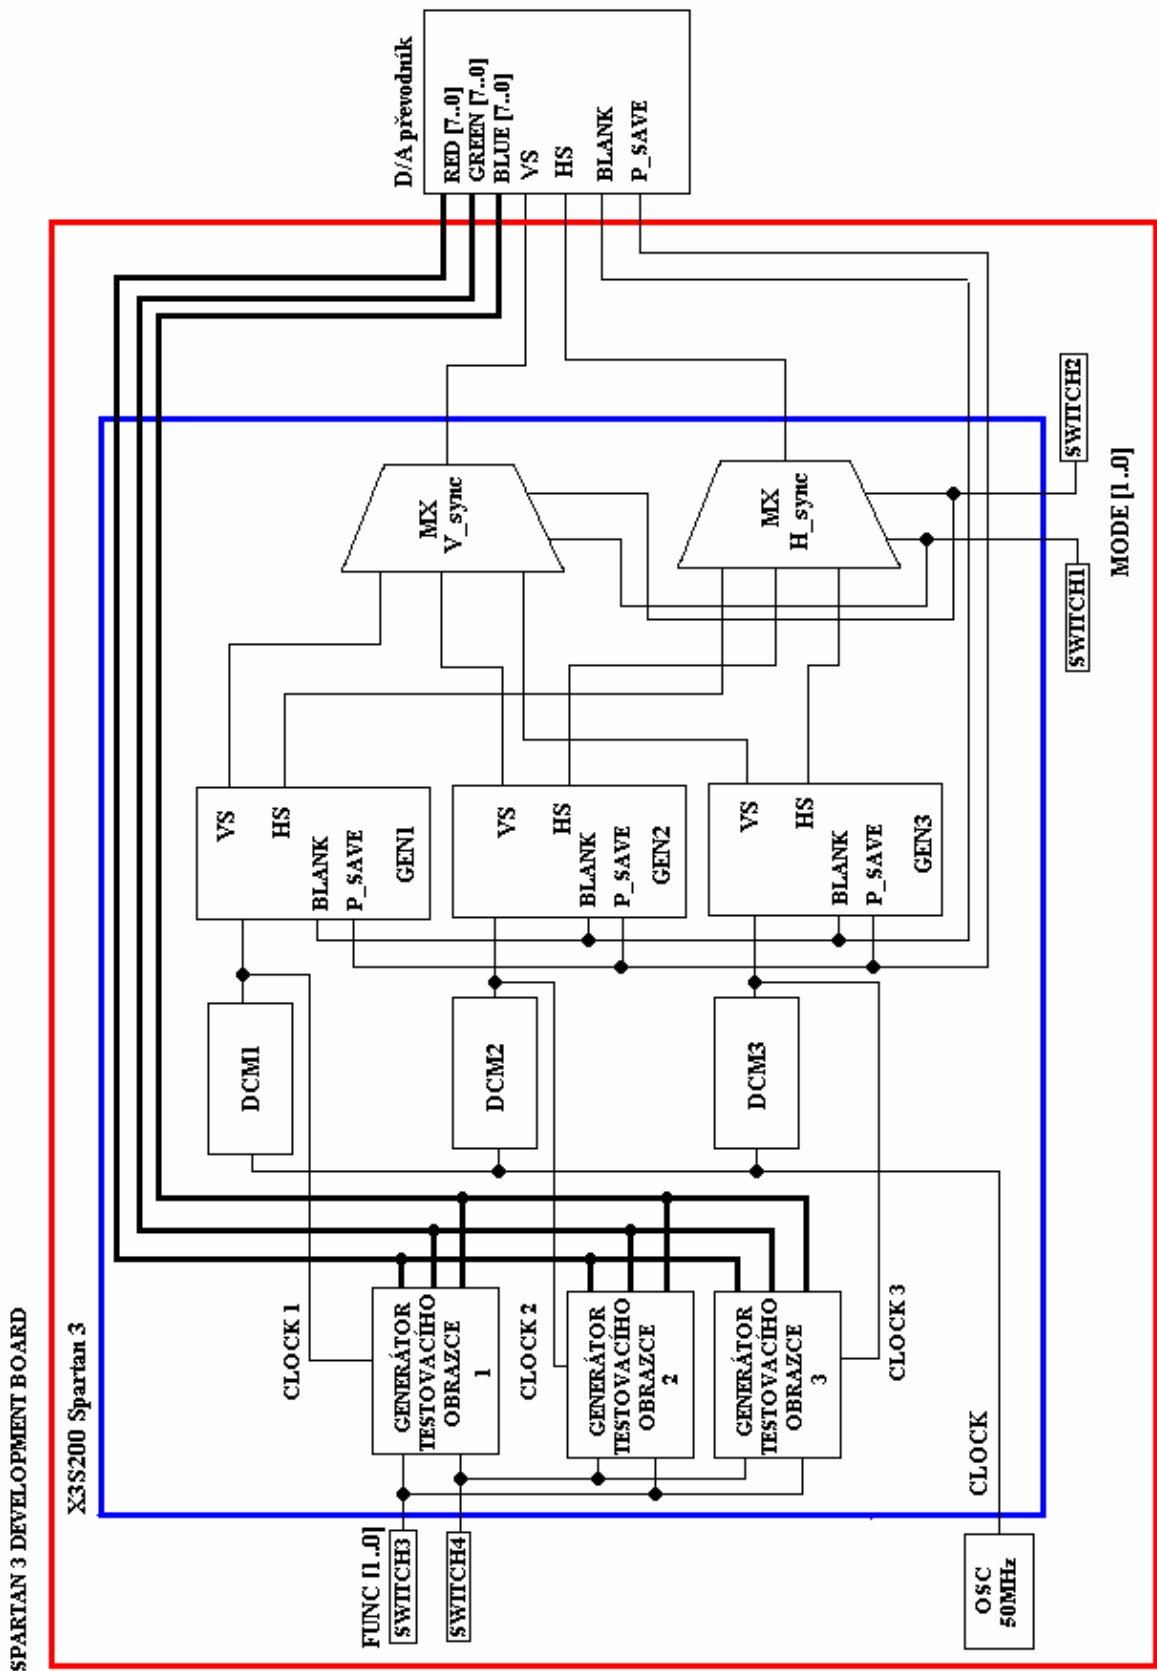 SPARTAN 3 DEVELOPMENT BOARD
X3S200 Spartan 3
FUNC [1..0]
SWITCH3
SWITCH4
OSC
50MHz
CLOCK
GENERÁTOR
TESTOVACÍHO
OBRAZCE
1
GENERÁTOR
TESTOVACÍHO
OBRAZCE
2
GENERÁTOR
TESTOVACÍHO
OBRAZCE
3
CLOCK 1
CLOCK 2
CLOCK 3
DCM1
DCM2
DCM3
VS
HS
BLANK
P_SAVE
GEN1
VS
HS
BLANK
P_SAVE
GEN2
VS
HS
BLANK
P_SAVE
GEN3
MX
V_sync
MX
H_sync
SWITCH1
SWITCH2
MODE [1..0]
D/A převodník
RED [7..0]
GREEN [7..0]
BLUE [7..0]
VS
HS
BLANK
P_SAVE